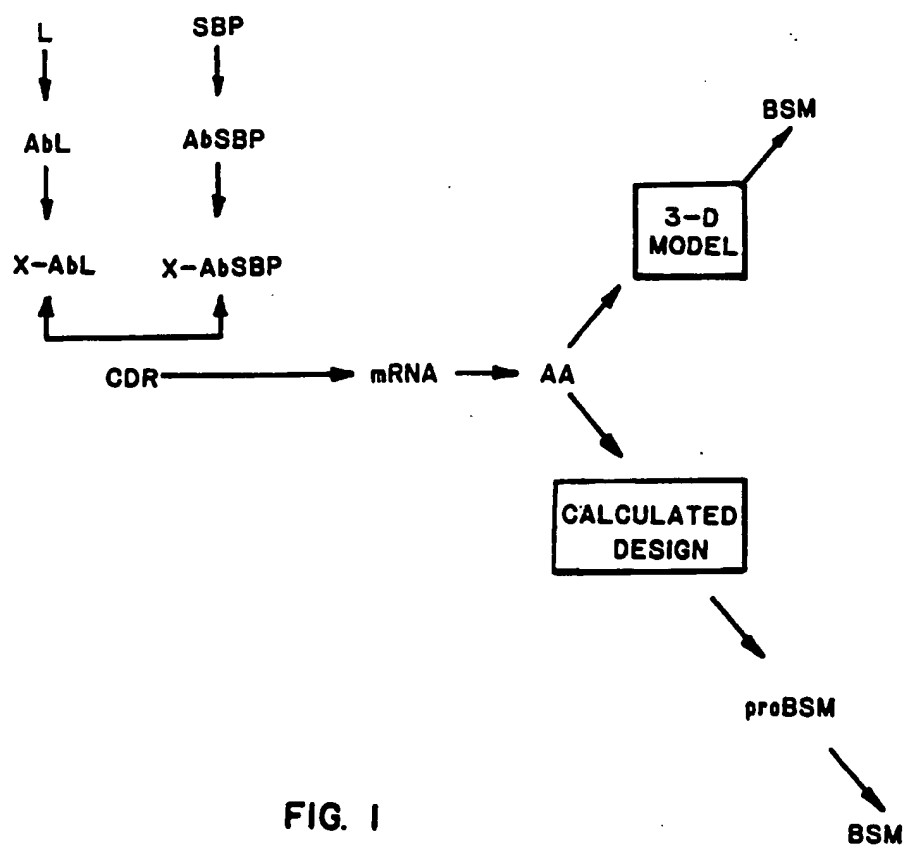 L
SBP
AbL
AbSBP
X-AbL
X-AbSBP
CDR
mRNA
AA
3-D
MODEL
BSM
CALCULATED
DESIGN
proBSM
BSM
FIG. 1